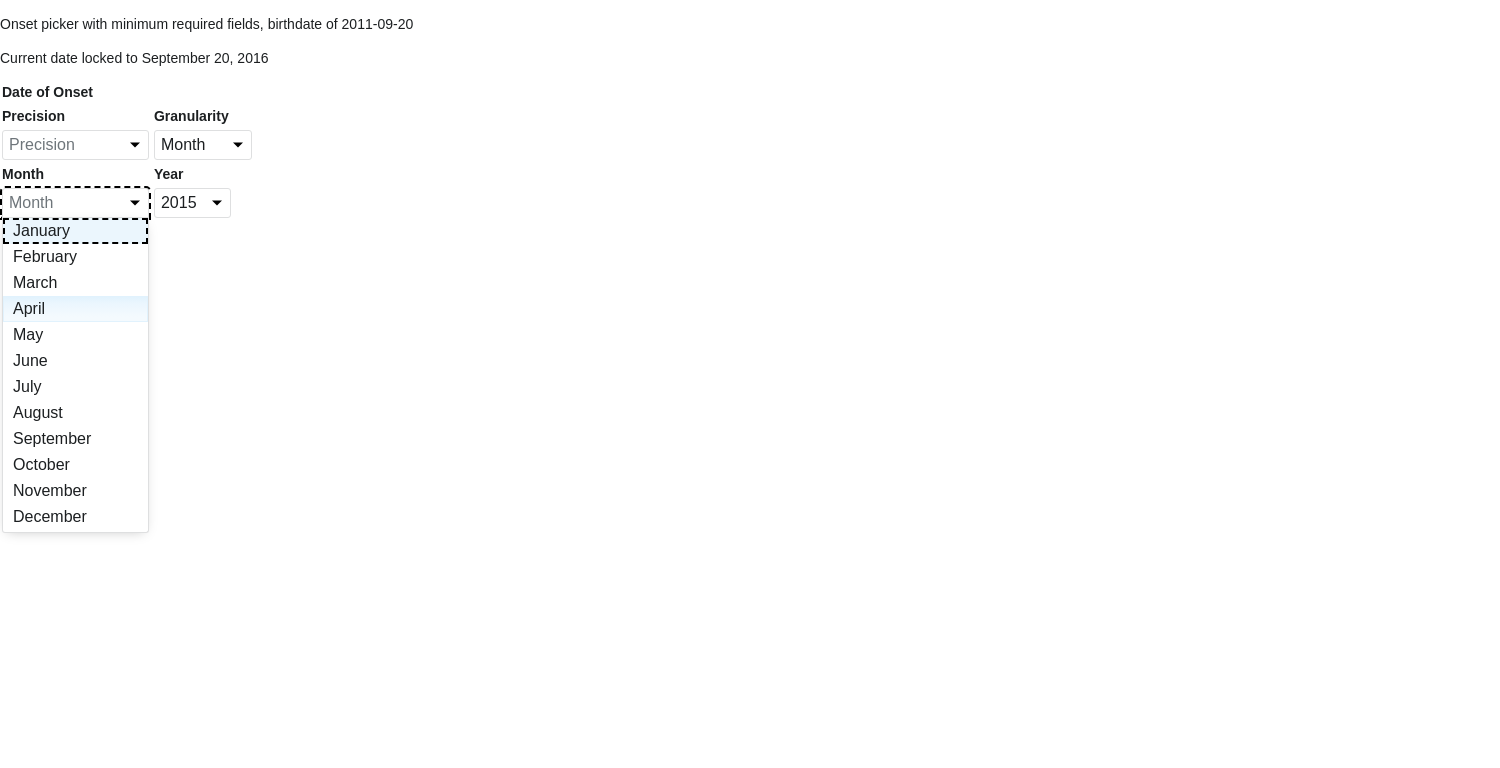 Onset picker with minimum required fields, birthdate of 2011-09-20
Current date locked to September 20, 2016
Date of Onset
Precision Granularity
Precision Month
Month Year
Month 2015
January
February
March
April
May
June
July
August
September
October
November
December